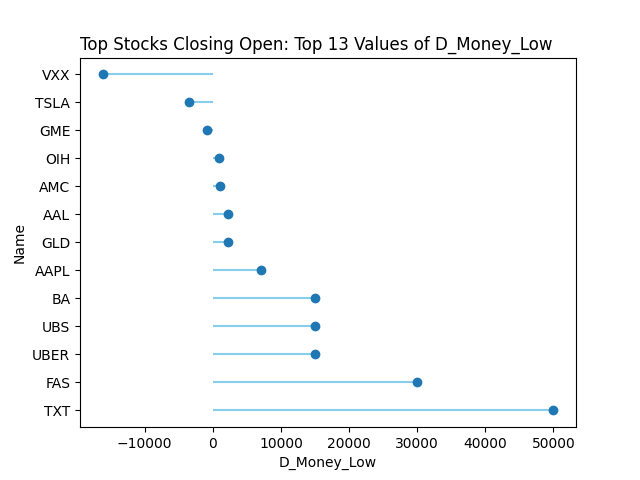 Top Stocks Closing Open: Top 13 Values of D_Money_Low
VXX
TSLA
GME
OIH
AMC
AAL
GLD
AAPL
BA
UBS
UBER
FAS
TXT
Name
−10000 0 10000 20000 30000 40000 50000
D_Money_Low